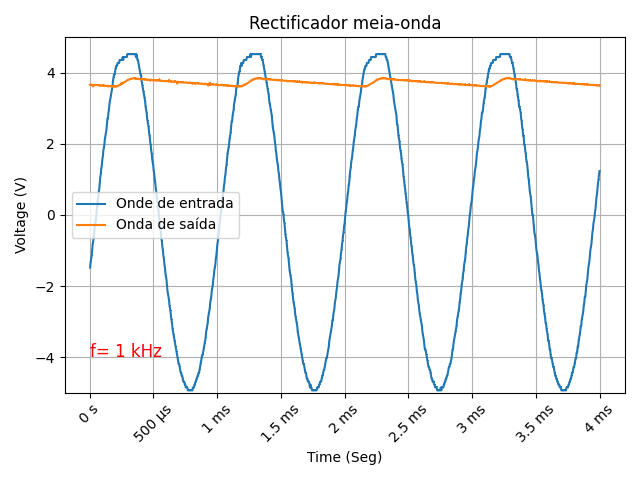 Rectificador meia-onda
Voltage (V)
4
2
0
−2
−4
Onde de entrada
Onda de saída
f= 1 kHz
0 s
500 µs
1 ms
1.5 ms
2 ms
2.5 ms
3 ms
3.5 ms
4 ms
Time (Seg)